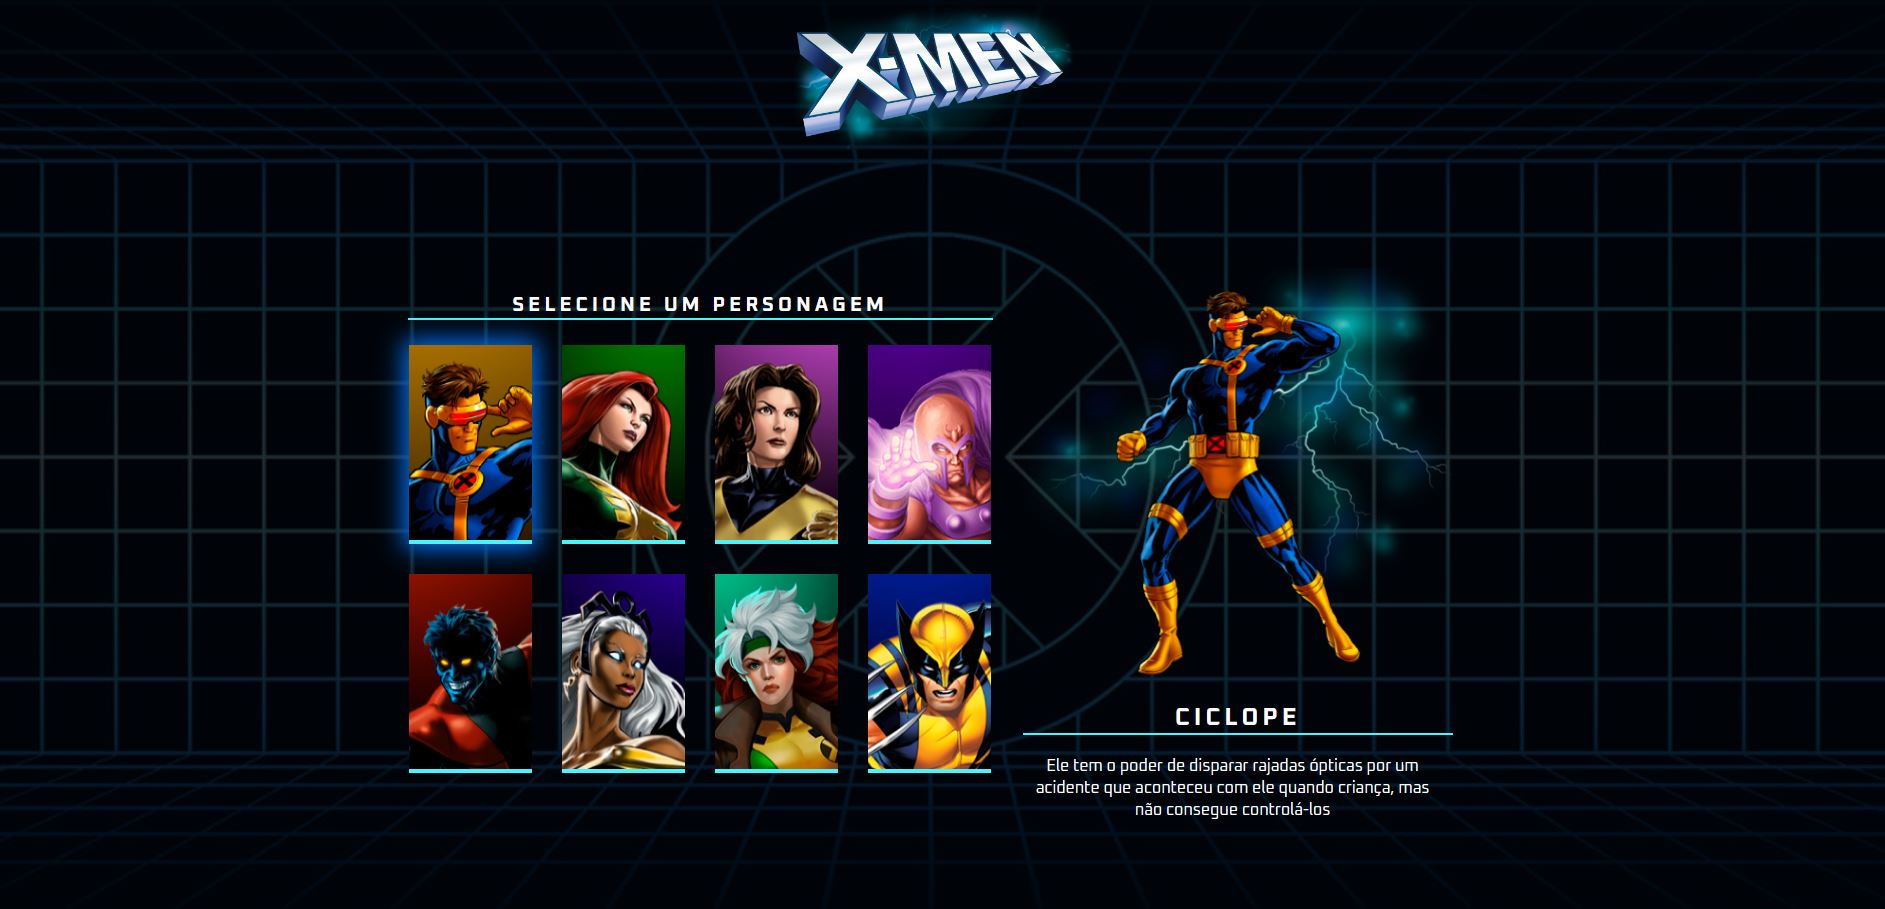 X-MEN
SELECIONE UM PERSONAGEM
CICLOPE
Ele tem o poder de disparar rajadas ópticas por um
acidente que aconteceu com ele quando criança, mas
não consegue controlá-los